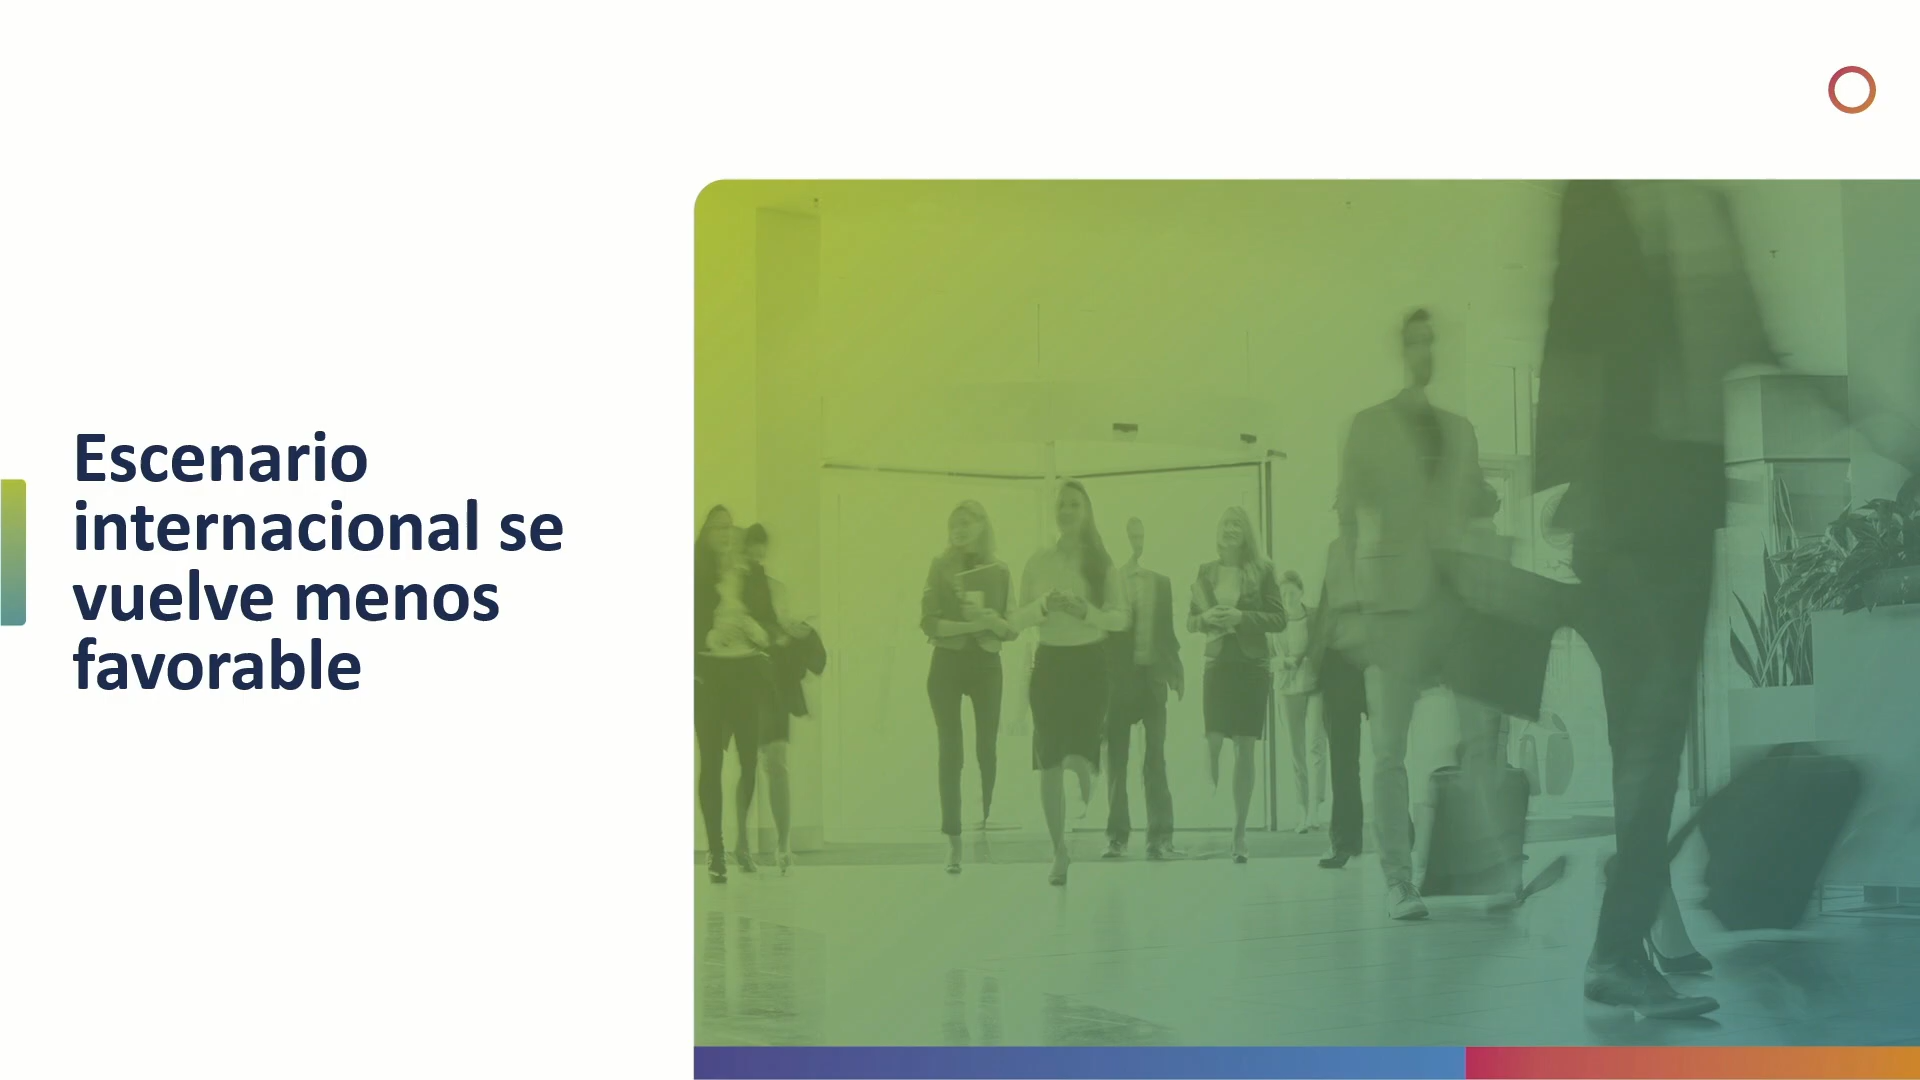 Escenario
internacional se
vuelve menos
favorable